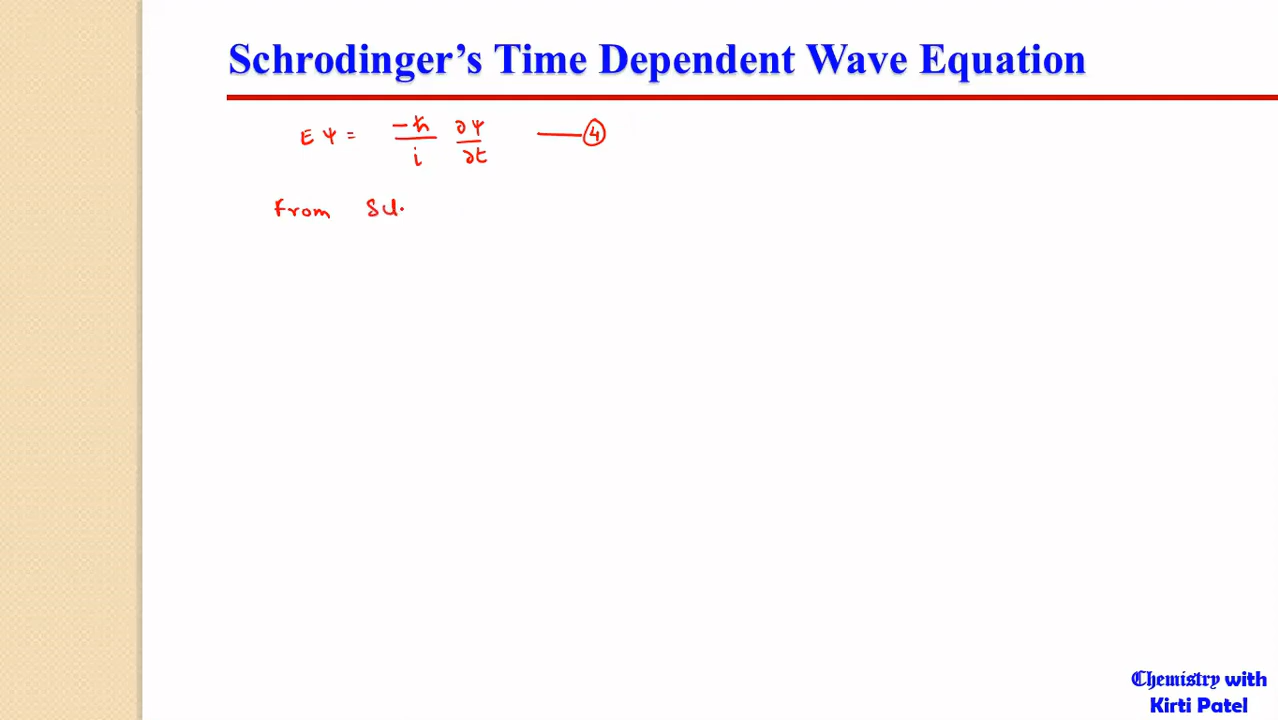 Schrodinger's Time Dependent Wave Equation
Eψ = -ħ/i ∂ψ/∂t —— ④
From
Chemistry with
Kirti Patel